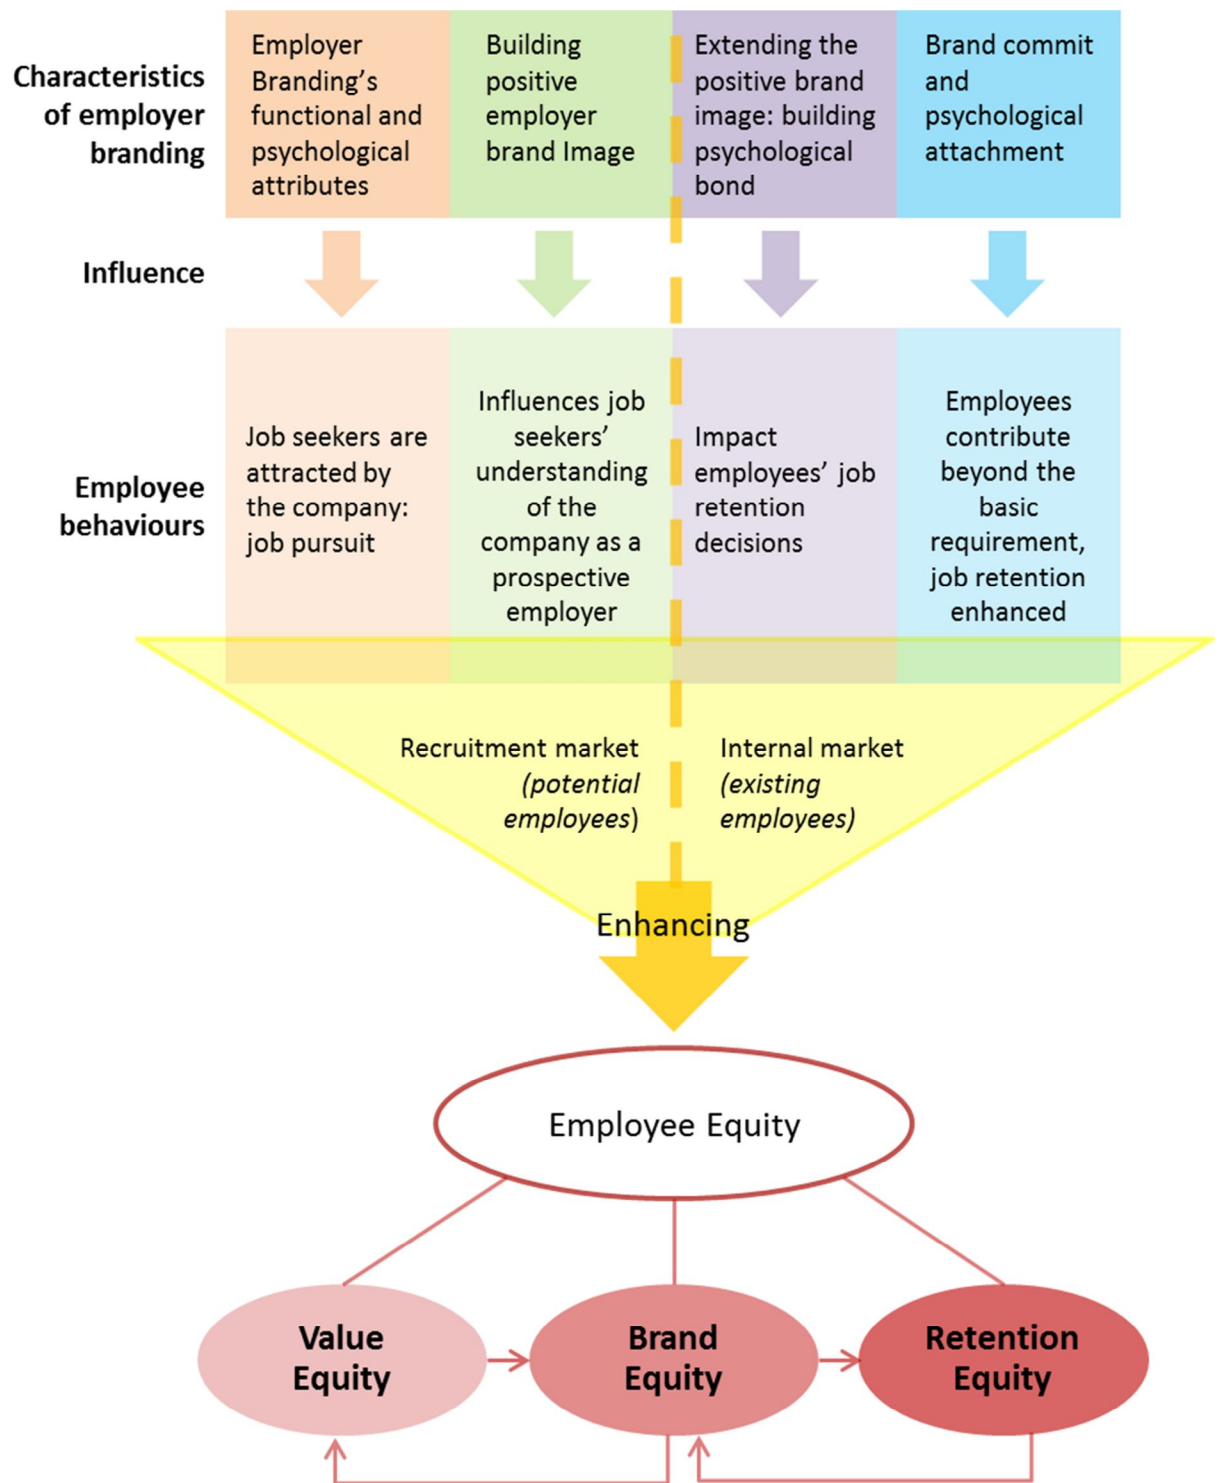 Characteristics
of employer
branding
Employer
Branding’s
functional and
psychological
attributes
Building
positive
employer
brand Image
Extending the
positive brand
image: building
psychological
bond
Brand commit
and
psychological
attachment
Influence
Employee
behaviours
Job seekers are
attracted by
the company:
job pursuit
Influences job
seekers’
understanding
of the
company as a
prospective
employer
Impact
employees’ job
retention
decisions
Employees
contribute
beyond the
basic
requirement,
job retention
enhanced
Recruitment market
(potential
employees)
Internal market
(existing
employees)
Enhancing
Employee Equity
Value
Equity
Brand
Equity
Retention
Equity